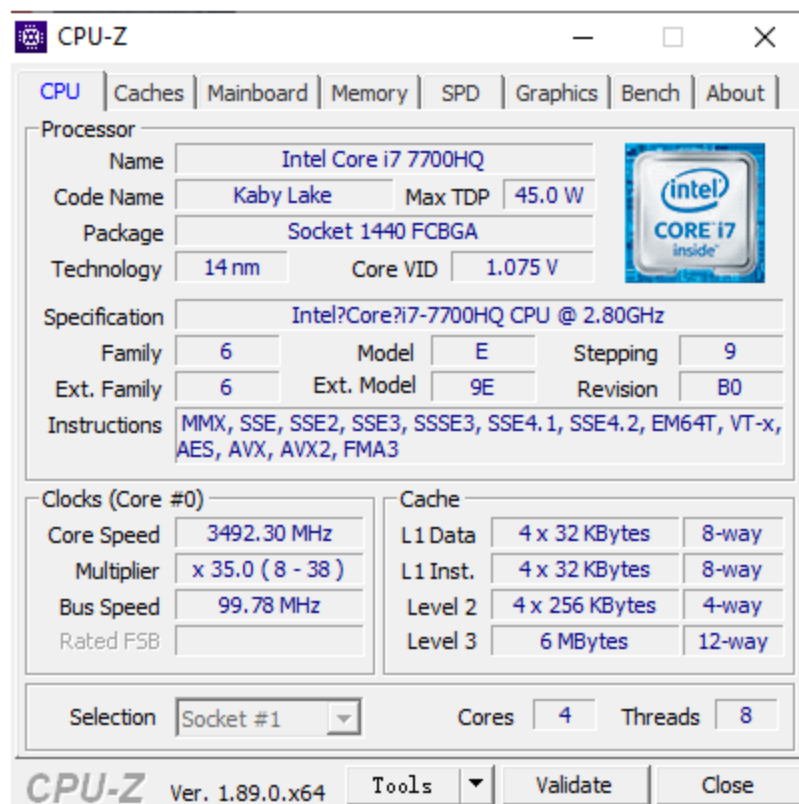 CPU-Z
CPU Caches Mainboard Memory SPD Graphics Bench About
Processor
Name Intel Core i7 7700HQ
Code Name Kaby Lake Max TDP 45.0 W
Package Socket 1440 FCBGA
Technology 14 nm Core VID 1.075 V
(intel)
CORE i7
inside™
Specification Intel?Core?i7-7700HQ CPU @ 2.80GHz
Family 6 Model E Stepping 9
Ext. Family 6 Ext. Model 9E Revision B0
Instructions MMX, SSE, SSE2, SSE3, SSSE3, SSE4.1, SSE4.2, EM64T, VT-x,
AES, AVX, AVX2, FMA3
Clocks (Core #0)
Core Speed 3492.30 MHz
Multiplier x 35.0 ( 8 - 38 )
Bus Speed 99.78 MHz
Rated FSB
Cache
L1 Data 4 x 32 KBytes 8-way
L1 Inst. 4 x 32 KBytes 8-way
Level 2 4 x 256 KBytes 4-way
Level 3 6 MBytes 12-way
Selection Socket #1 Cores 4 Threads 8
CPU-Z Ver. 1.89.0.x64 Tools Validate Close